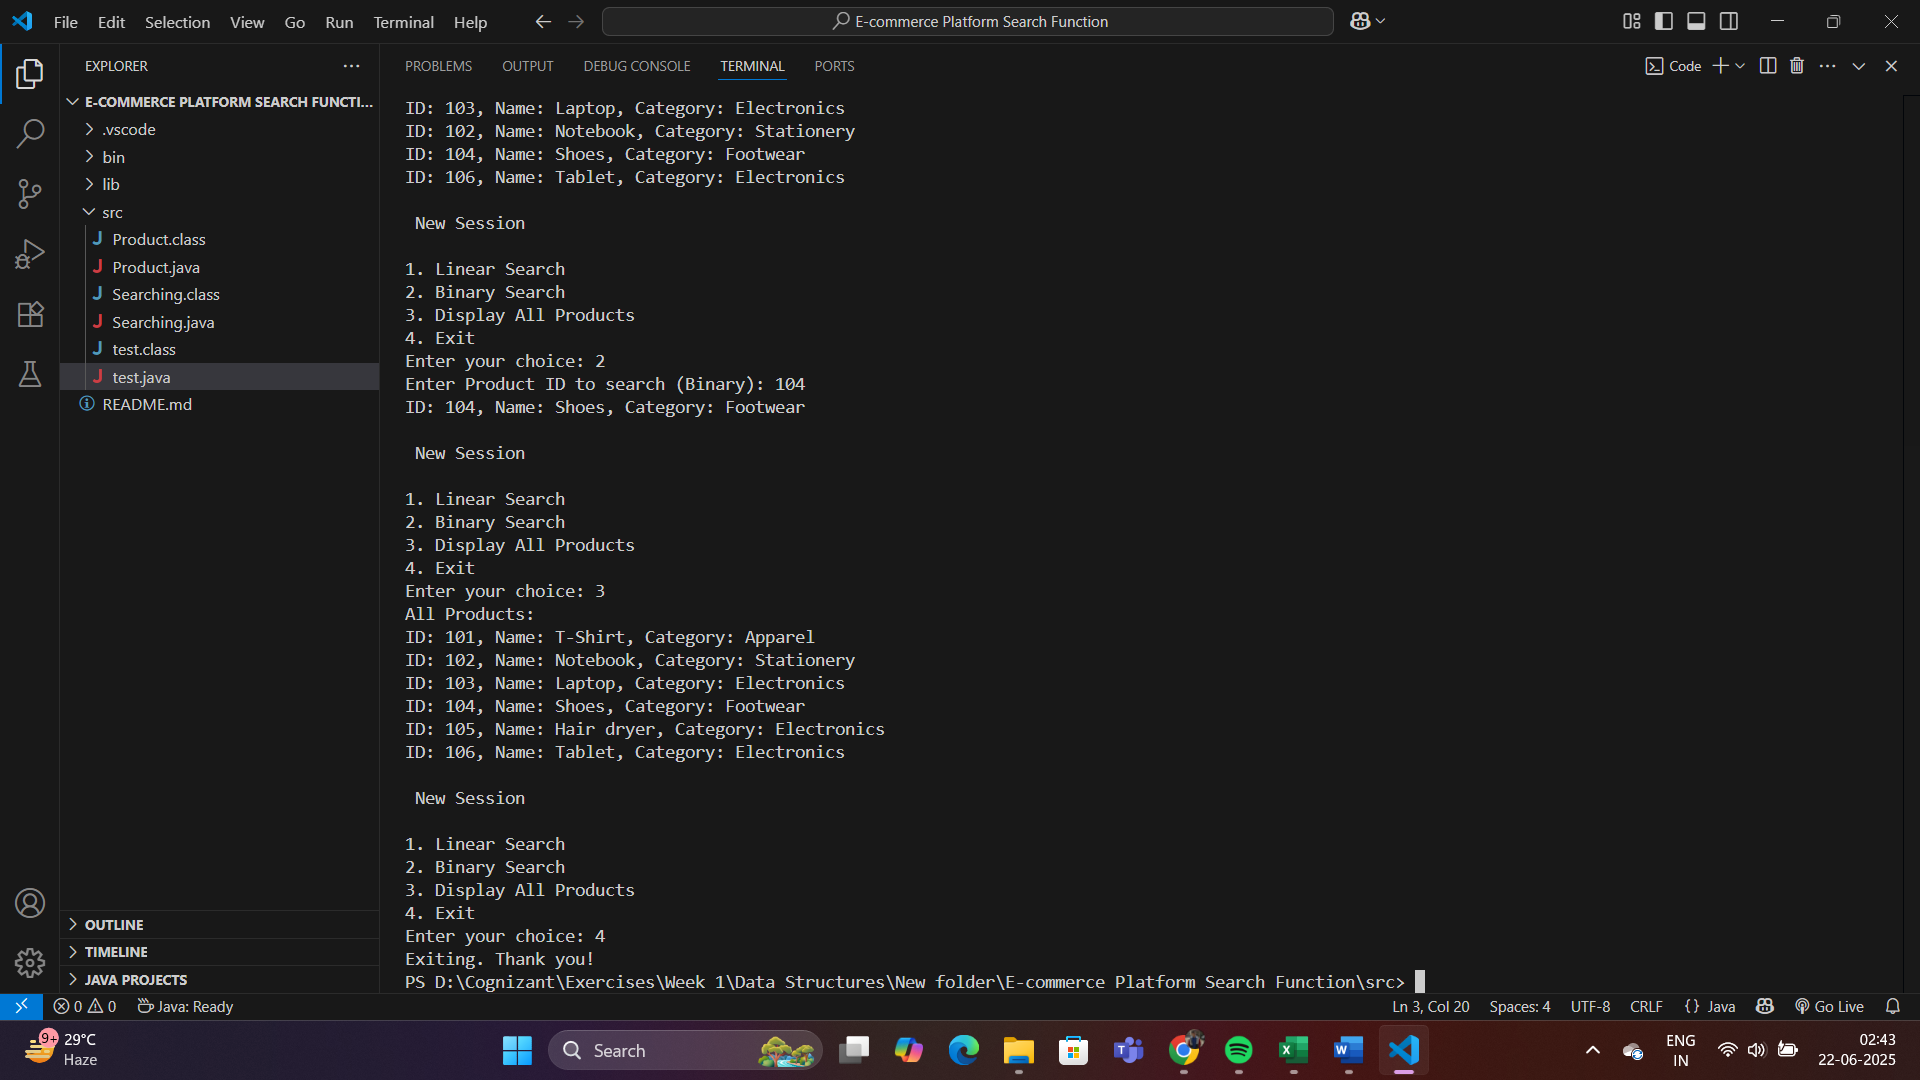 File Edit Selection View Go Run Terminal Help
E-commerce Platform Search Function
EXPLORER
E-COMMERCE PLATFORM SEARCH FUNCTI...
.vscode
bin
lib
src
Product.class
Product.java
Searching.class
Searching.java
test.class
test.java
README.md
OUTLINE
TIMELINE
JAVA PROJECTS
PROBLEMS OUTPUT DEBUG CONSOLE TERMINAL PORTS
Code
ID: 103, Name: Laptop, Category: Electronics
ID: 102, Name: Notebook, Category: Stationery
ID: 104, Name: Shoes, Category: Footwear
ID: 106, Name: Tablet, Category: Electronics
New Session
1. Linear Search
2. Binary Search
3. Display All Products
4. Exit
Enter your choice: 2
Enter Product ID to search (Binary): 104
ID: 104, Name: Shoes, Category: Footwear
New Session
1. Linear Search
2. Binary Search
3. Display All Products
4. Exit
Enter your choice: 3
All Products:
ID: 101, Name: T-Shirt, Category: Apparel
ID: 102, Name: Notebook, Category: Stationery
ID: 103, Name: Laptop, Category: Electronics
ID: 104, Name: Shoes, Category: Footwear
ID: 105, Name: Hair dryer, Category: Electronics
ID: 106, Name: Tablet, Category: Electronics
New Session
1. Linear Search
2. Binary Search
3. Display All Products
4. Exit
Enter your choice: 4
Exiting. Thank you!
PS D:\Cognizant\Exercises\Week 1\Data Structures\New folder\E-commerce Platform Search Function\src>
0 0 Java: Ready
Ln 3, Col 20 Spaces: 4 UTF-8 CRLF {} Java Go Live
9+
29°C
Haze
Search
ENG
IN
02:43
22-06-2025